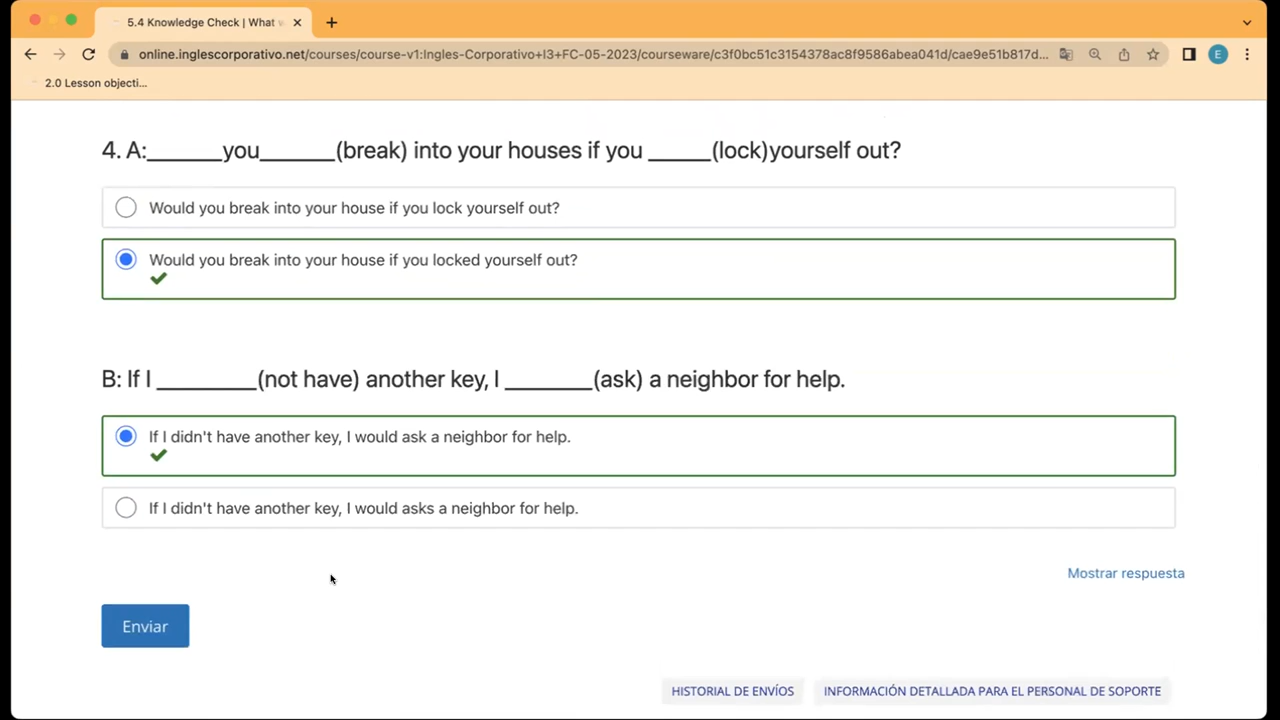 5.4 Knowledge Check | What
online.inglescorporativo.net/courses/course-v1:Ingles-Corporativo+I3+FC-05-2023/courseware/c3f0bc51c3154378ac8f9586abea041d/cae9e51b817d...
E
2.0 Lesson objecti...
4. A:_______you_______(break) into your houses if you ______(lock)yourself out?
Would you break into your house if you lock yourself out?
Would you break into your house if you locked yourself out?
B: If I _________(not have) another key, I ________(ask) a neighbor for help.
If I didn't have another key, I would ask a neighbor for help.
If I didn't have another key, I would asks a neighbor for help.
Mostrar respuesta
Enviar
HISTORIAL DE ENVÍOS
INFORMACIÓN DETALLADA PARA EL PERSONAL DE SOPORTE